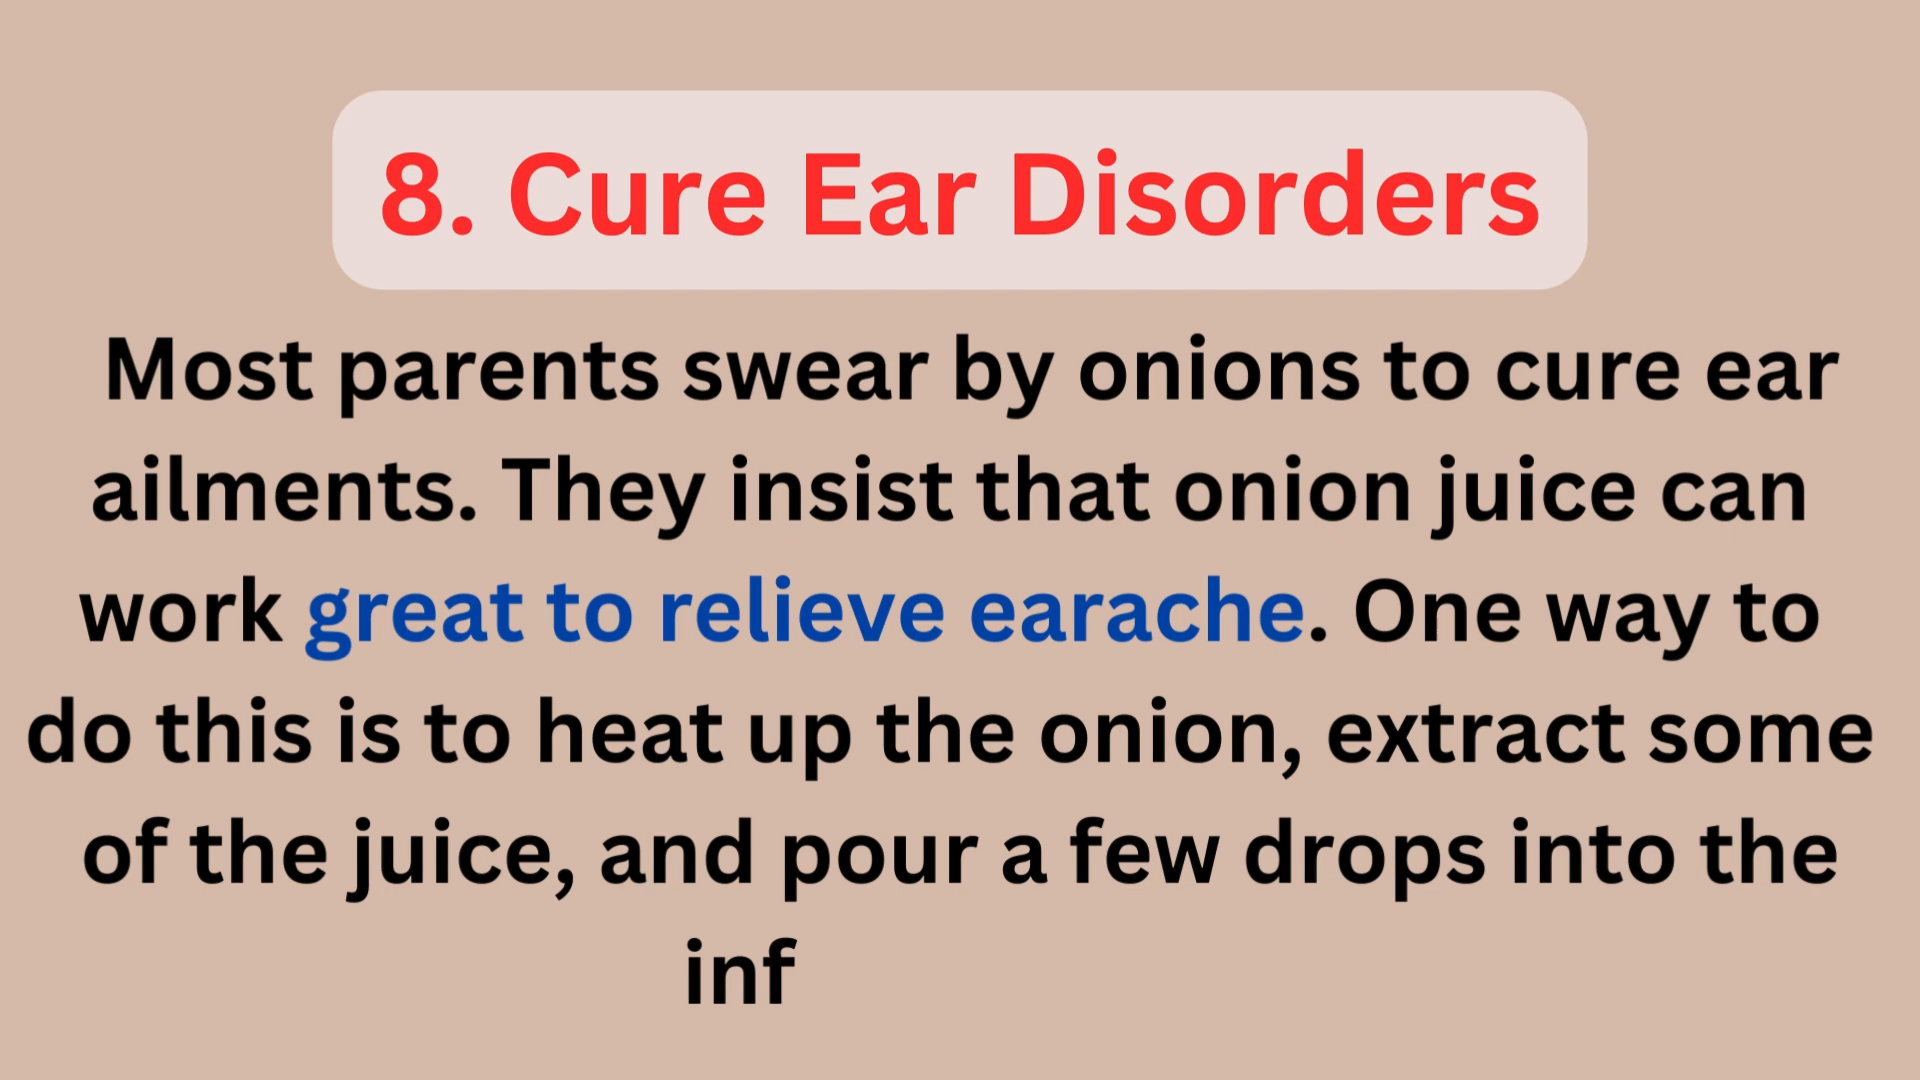 8. Cure Ear Disorders
Most parents swear by onions to cure ear
ailments. They insist that onion juice can
work great to relieve earache. One way to
do this is to heat up the onion, extract some
of the juice, and pour a few drops into the
inf